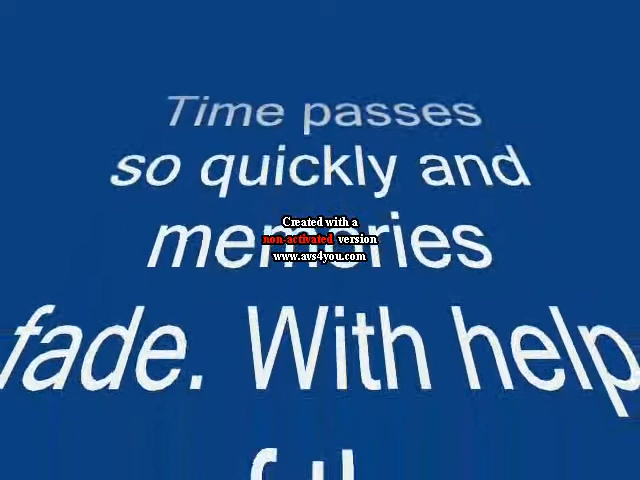 Time passes
so quickly and
memories
Created with a
non-activated version
www.avs4you.com
fade. With help